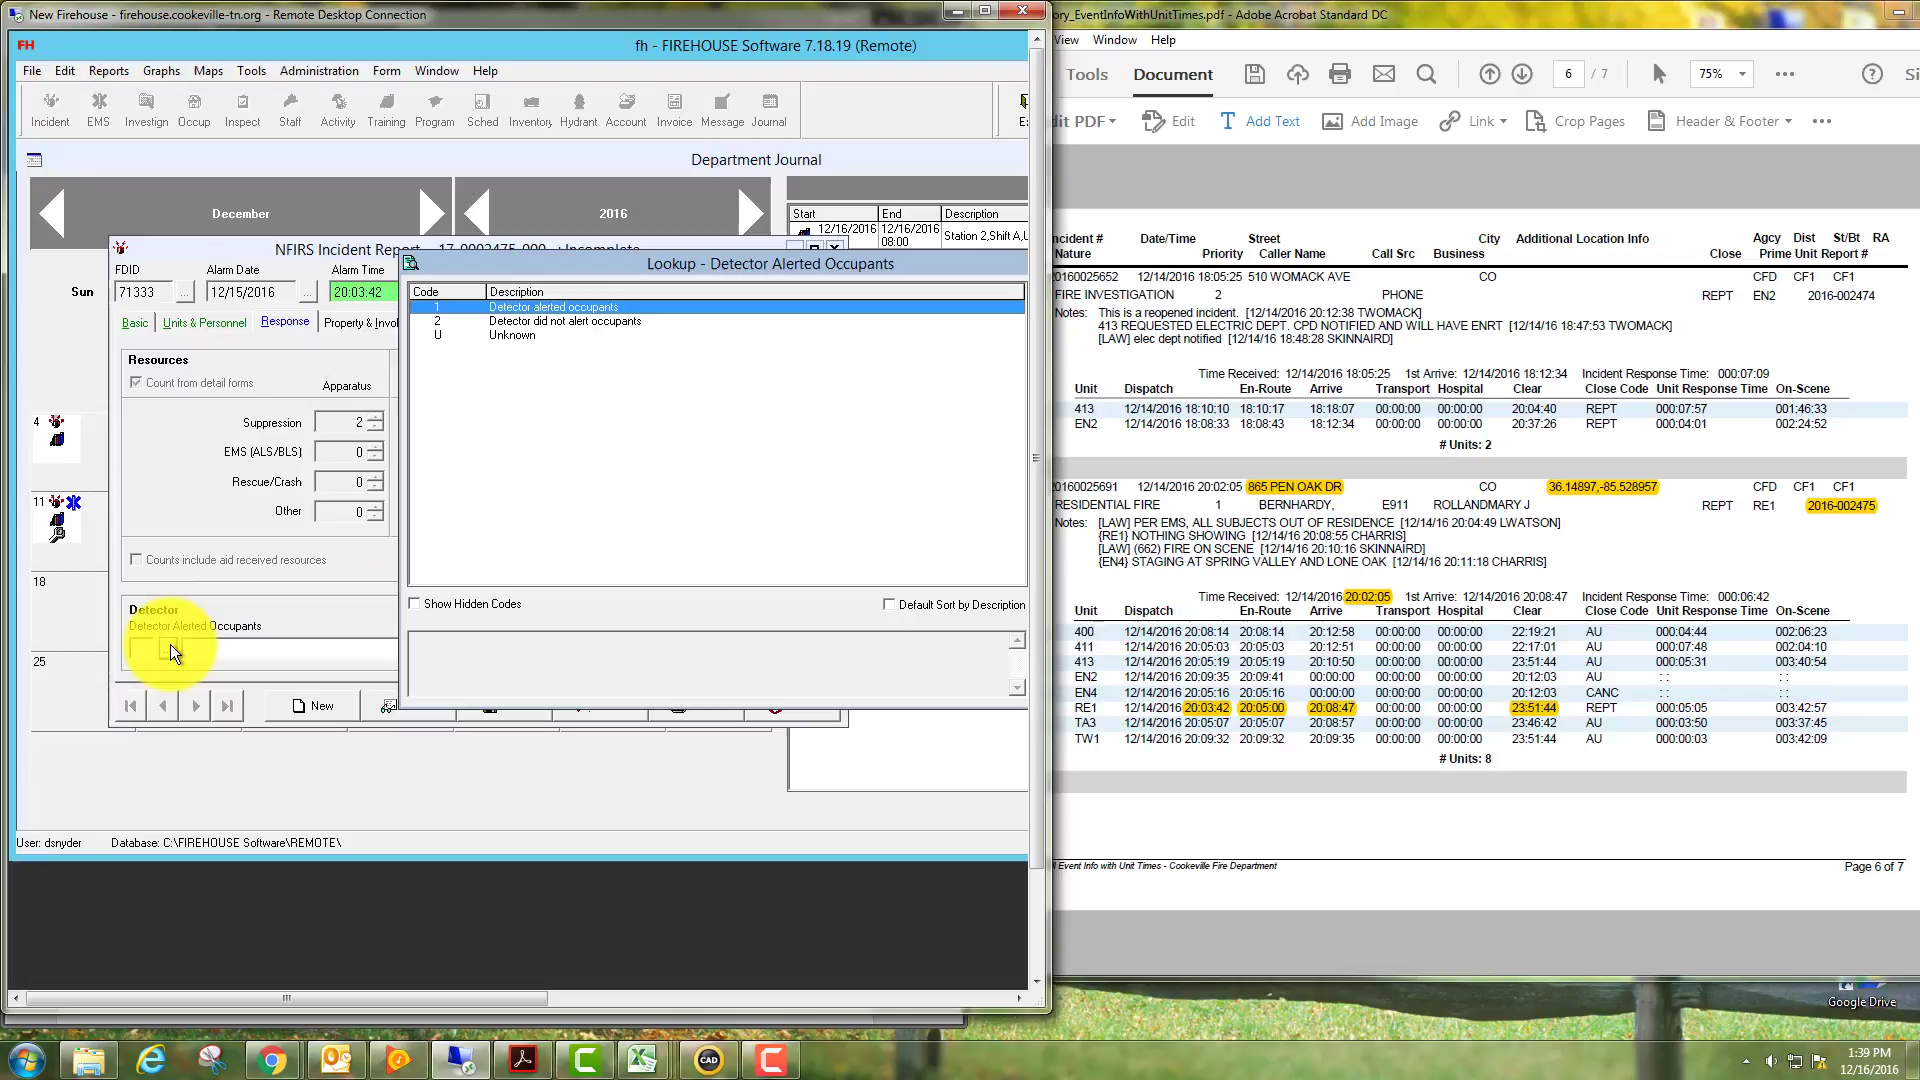 New Firehouse - firehouse.cookeville-tn.org - Remote Desktop Connection
FH
fh - FIREHOUSE Software 7.18.19 (Remote)
File Edit Reports Graphs Maps Tools Administration Form Window Help
Incident EMS Investign Occup Inspect Staff Activity Training Program Sched Inventory Hydrant Account Invoice Message Journal
Department Journal
December 2016
Start End Description
12/16/2016 12/16/2016 08:00 Station 2,Shift A,
NFIRS Incident Report
FDID Alarm Date Alarm Time
Sun 71333 ... 12/15/2016 ... 20:03:42
Basic Units & Personnel Response Property & Invol
Resources
Count from detail forms Apparatus
Suppression 2
EMS (ALS/BLS) 0
Rescue/Crash 0
Other 0
Counts include aid received resources
Detector
Detector Alerted Occupants
New
4
11
18
25
Lookup - Detector Alerted Occupants
Code Description
1 Detector alerted occupants
2 Detector did not alert occupants
U Unknown
Show Hidden Codes Default Sort by Description
User: dsnyder Database: C:\FIREHOUSE Software\REMOTE\
ory_EventInfoWithUnitTimes.pdf - Adobe Acrobat Standard DC
View Window Help
Tools Document 6 / 7 75% Si
dit PDF Edit Add Text Add Image Link Crop Pages Header & Footer
ncident # Date/Time Street City Additional Location Info Agcy Dist St/Bt RA
Nature Priority Caller Name Call Src Business Close Prime Unit Report #
20160025652 12/14/2016 18:05:25 510 WOMACK AVE CO CFD CF1 CF1
FIRE INVESTIGATION 2 PHONE REPT EN2 2016-002474
Notes: This is a reopened incident. [12/14/2016 20:12:38 TWOMACK]
413 REQUESTED ELECTRIC DEPT. CPD NOTIFIED AND WILL HAVE ENRT [12/14/16 18:47:53 TWOMACK]
[LAW] elec dept notified [12/14/16 18:48:28 SKINNAIRD]
Time Received: 12/14/2016 18:05:25 1st Arrive: 12/14/2016 18:12:34 Incident Response Time: 000:07:09
Unit Dispatch En-Route Arrive Transport Hospital Clear Close Code Unit Response Time On-Scene
413 12/14/2016 18:10:10 18:10:17 18:18:07 00:00:00 00:00:00 20:04:40 REPT 000:07:57 001:46:33
EN2 12/14/2016 18:08:33 18:08:43 18:12:34 00:00:00 00:00:00 20:37:26 REPT 000:04:01 002:24:52
# Units: 2
20160025691 12/14/2016 20:02:05 865 PEN OAK DR CO 36.14897,-85.528957 CFD CF1 CF1
RESIDENTIAL FIRE 1 BERNHARDY, E911 ROLLANDMARY J REPT RE1 2016-002475
Notes: [LAW] PER EMS, ALL SUBJECTS OUT OF RESIDENCE [12/14/16 20:04:49 LWATSON]
{RE1} NOTHING SHOWING [12/14/16 20:08:55 CHARRIS]
[LAW] (662) FIRE ON SCENE [12/14/16 20:10:16 SKINNAIRD]
{EN4} STAGING AT SPRING VALLEY AND LONE OAK [12/14/16 20:11:18 CHARRIS]
Time Received: 12/14/2016 20:02:05 1st Arrive: 12/14/2016 20:08:47 Incident Response Time: 000:06:42
Unit Dispatch En-Route Arrive Transport Hospital Clear Close Code Unit Response Time On-Scene
400 12/14/2016 20:08:14 20:08:14 20:12:58 00:00:00 00:00:00 22:19:21 AU 000:04:44 002:06:23
411 12/14/2016 20:05:03 20:05:03 20:12:51 00:00:00 00:00:00 22:17:01 AU 000:07:48 002:04:10
413 12/14/2016 20:05:19 20:05:19 20:10:50 00:00:00 00:00:00 23:51:44 AU 000:05:31 003:40:54
EN2 12/14/2016 20:09:35 20:09:41 00:00:00 00:00:00 00:00:00 20:12:03 AU : : : :
EN4 12/14/2016 20:05:16 20:05:16 00:00:00 00:00:00 00:00:00 20:12:03 CANC : : : :
RE1 12/14/2016 20:03:42 20:05:00 20:08:47 00:00:00 00:00:00 23:51:44 REPT 000:05:05 003:42:57
TA3 12/14/2016 20:05:07 20:05:07 20:08:57 00:00:00 00:00:00 23:46:42 AU 000:03:50 003:37:45
TW1 12/14/2016 20:09:32 20:09:32 20:09:35 00:00:00 00:00:00 23:51:44 AU 000:00:03 003:42:09
# Units: 8
l Event Info with Unit Times - Cookeville Fire Department Page 6 of 7
Google Drive
CAD
1:39 PM
12/16/2016